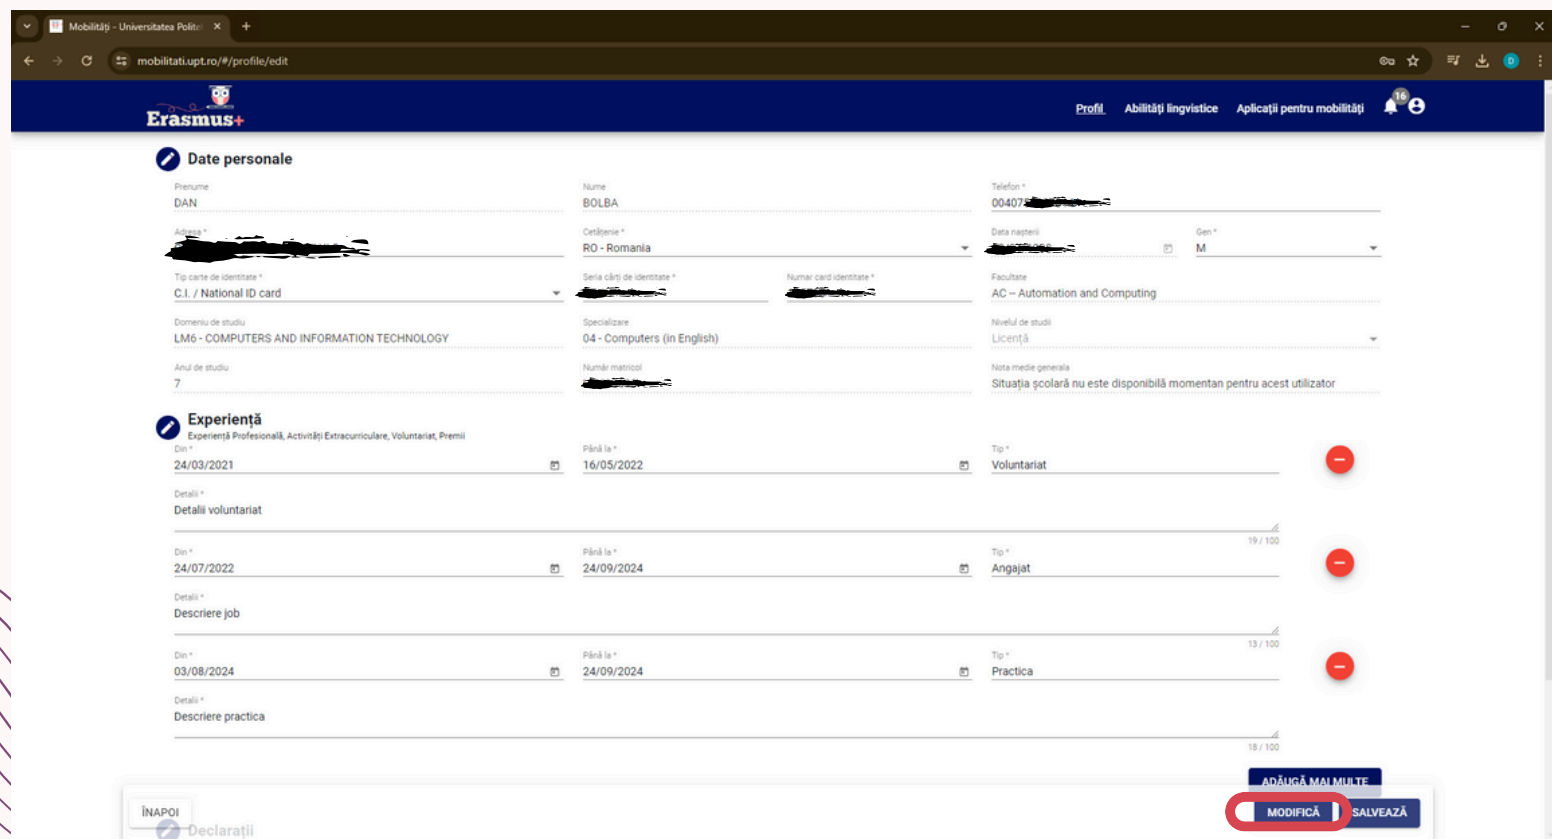 Mobilități - Universitatea Polite
mobilitati.upt.ro/#/profile/edit
D
Erasmus+
Profil Abilități lingvistice Aplicații pentru mobilități 16
Date personale
Prenume Nume Telefon *
DAN BOLBA 00407
Adresa * Cetățenie * Data nașterii Gen *
RO - Romania M
Tip carte de identitate * Seria cărți de identitate * Numar card identitate * Facultate
C.I. / National ID card AC – Automation and Computing
Domeniu de studiu Specializare Nivelul de studii
LM6 - COMPUTERS AND INFORMATION TECHNOLOGY 04 - Computers (in English) Licență
Anul de studiu Număr matricol Nota medie generala
7 Situația școlară nu este disponibilă momentan pentru acest utilizator
Experiență
Experiență Profesională, Activități Extracurriculare, Voluntariat, Premii
Din * Până la * Tip *
24/03/2021 16/05/2022 Voluntariat
Detalii *
Detalii voluntariat
19 / 100
Din * Până la * Tip *
24/07/2022 24/09/2024 Angajat
Detalii *
Descriere job
13 / 100
Din * Până la * Tip *
03/08/2024 24/09/2024 Practica
Detalii *
Descriere practica
18 / 100
ADĂUGĂ MAI MULTE
ÎNAPOI MODIFICĂ SALVEAZĂ
Declarații